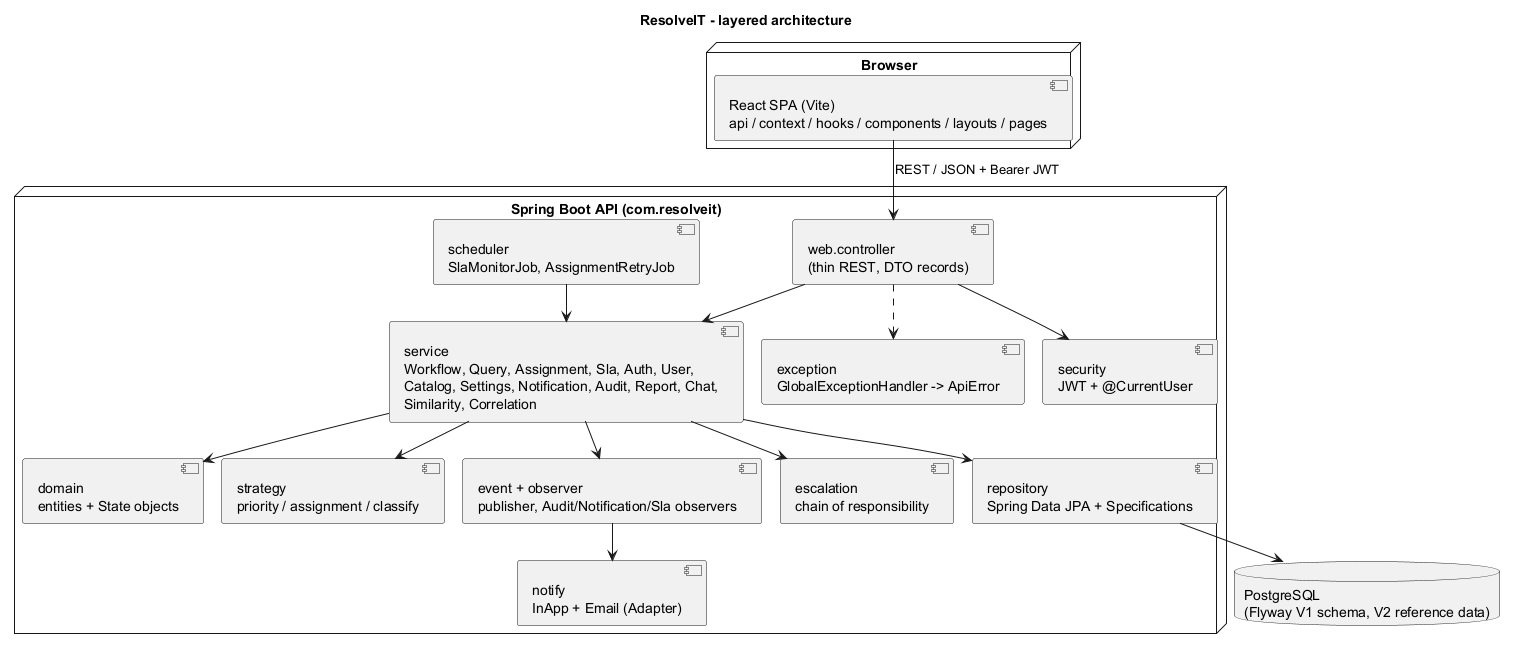 ResolveIT - layered architecture
Browser
React SPA (Vite)
api / context / hooks / components / layouts / pages
REST / JSON + Bearer JWT
Spring Boot API (com.resolveit)
scheduler
SlaMonitorJob, AssignmentRetryJob
web.controller
(thin REST, DTO records)
service
Workflow, Query, Assignment, Sla, Auth, User,
Catalog, Settings, Notification, Audit, Report, Chat,
Similarity, Correlation
exception
GlobalExceptionHandler -> ApiError
security
JWT + @CurrentUser
domain
entities + State objects
strategy
priority / assignment / classify
event + observer
publisher, Audit/Notification/Sla observers
escalation
chain of responsibility
repository
Spring Data JPA + Specifications
notify
InApp + Email (Adapter)
PostgreSQL
(Flyway V1 schema, V2 reference data)